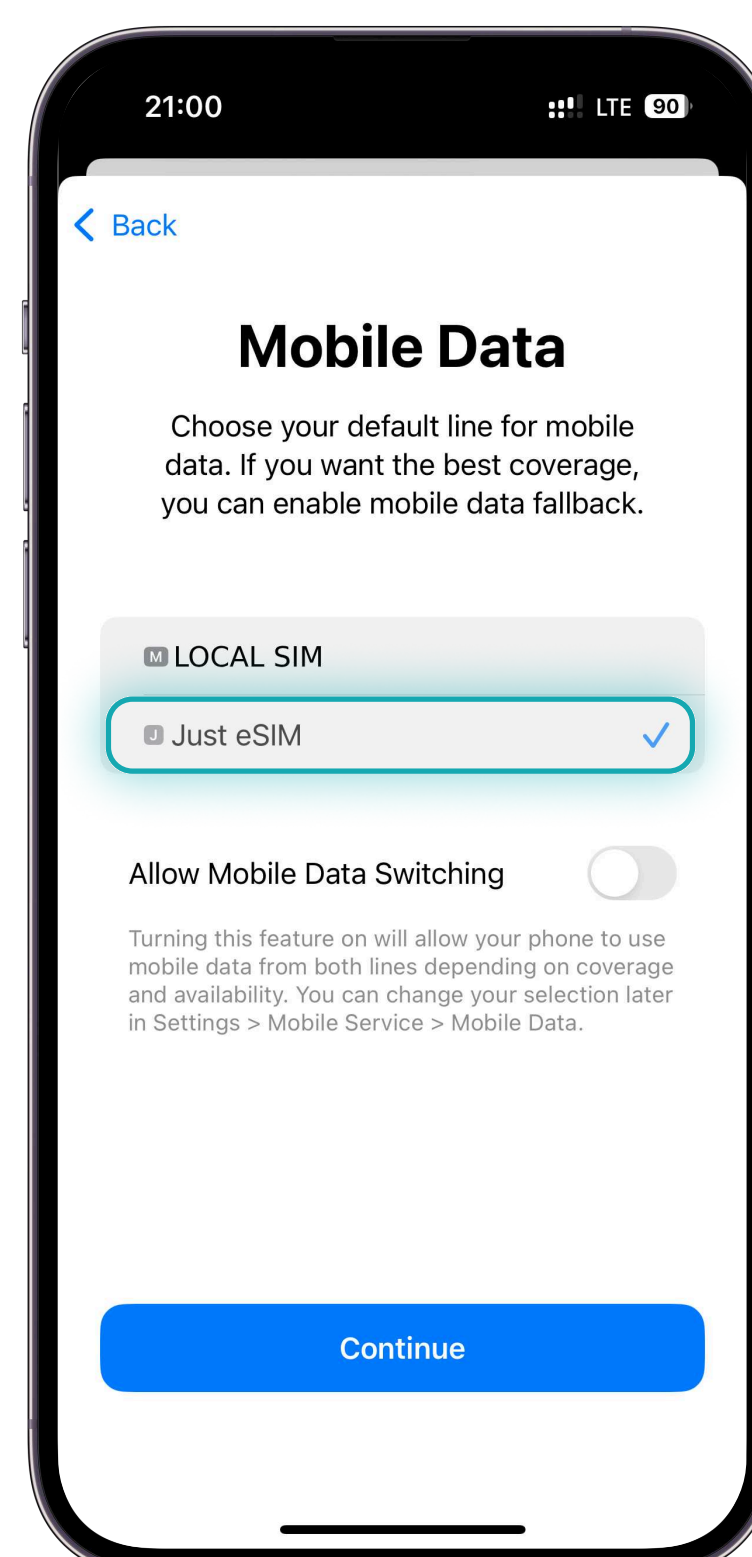 21:00 LTE 90
Back
Mobile Data
Choose your default line for mobile
data. If you want the best coverage,
you can enable mobile data fallback.
M LOCAL SIM
J Just eSIM
Allow Mobile Data Switching
Turning this feature on will allow your phone to use
mobile data from both lines depending on coverage
and availability. You can change your selection later
in Settings > Mobile Service > Mobile Data.
Continue